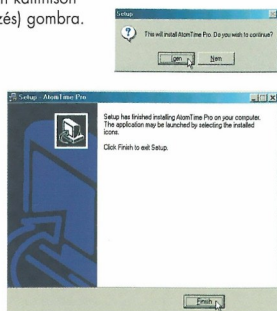 kattintson
zés) gombra.
Setup
This will install AtomTime Pro. Do you wish to continue?
Igen
Nem
Setup - AtomTime Pro
Setup has finished installing AtomTime Pro on your computer.
The application may be launched by selecting the installed
icons.
Click Finish to exit Setup.
Finish